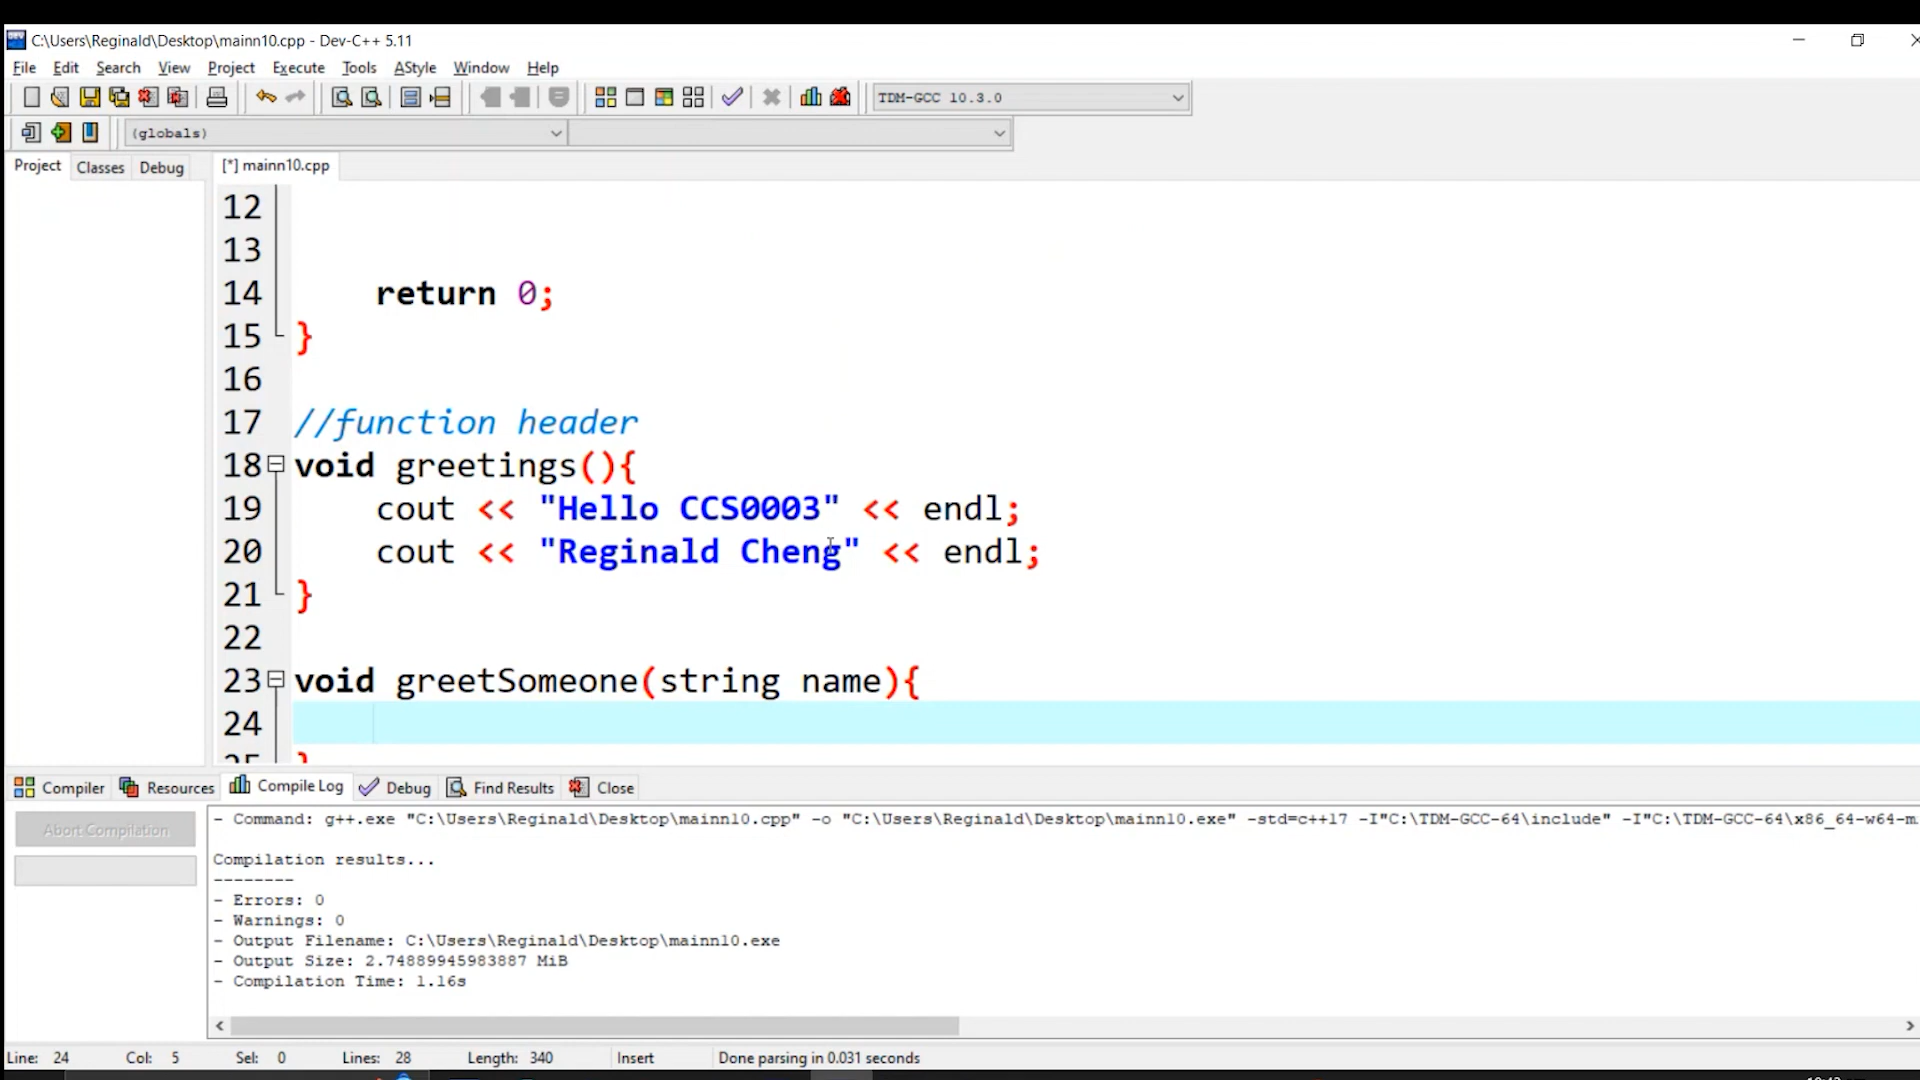 C:\Users\Reginald\Desktop\mainn10.cpp - Dev-C++ 5.11
File Edit Search View Project Execute Tools AStyle Window Help
TDM-GCC 10.3.0
(globals)
Project Classes Debug [*] mainn10.cpp
12
13
14 return 0;
15 }
16
17 //function header
18 void greetings(){
19 cout << "Hello CCS0003" << endl;
20 cout << "Reginald Cheng" << endl;
21 }
22
23 void greetSomeone(string name){
24
25 }
Compiler Resources Compile Log Debug Find Results Close
Abort Compilation
- Command: g++.exe "C:\Users\Reginald\Desktop\mainn10.cpp" -o "C:\Users\Reginald\Desktop\mainn10.exe" -std=c++17 -I"C:\TDM-GCC-64\include" -I"C:\TDM-GCC-64\x86_64-w64-m
Compilation results...
--------
- Errors: 0
- Warnings: 0
- Output Filename: C:\Users\Reginald\Desktop\mainn10.exe
- Output Size: 2.74889945983887 MiB
- Compilation Time: 1.16s
Line: 24 Col: 5 Sel: 0 Lines: 28 Length: 340 Insert Done parsing in 0.031 seconds